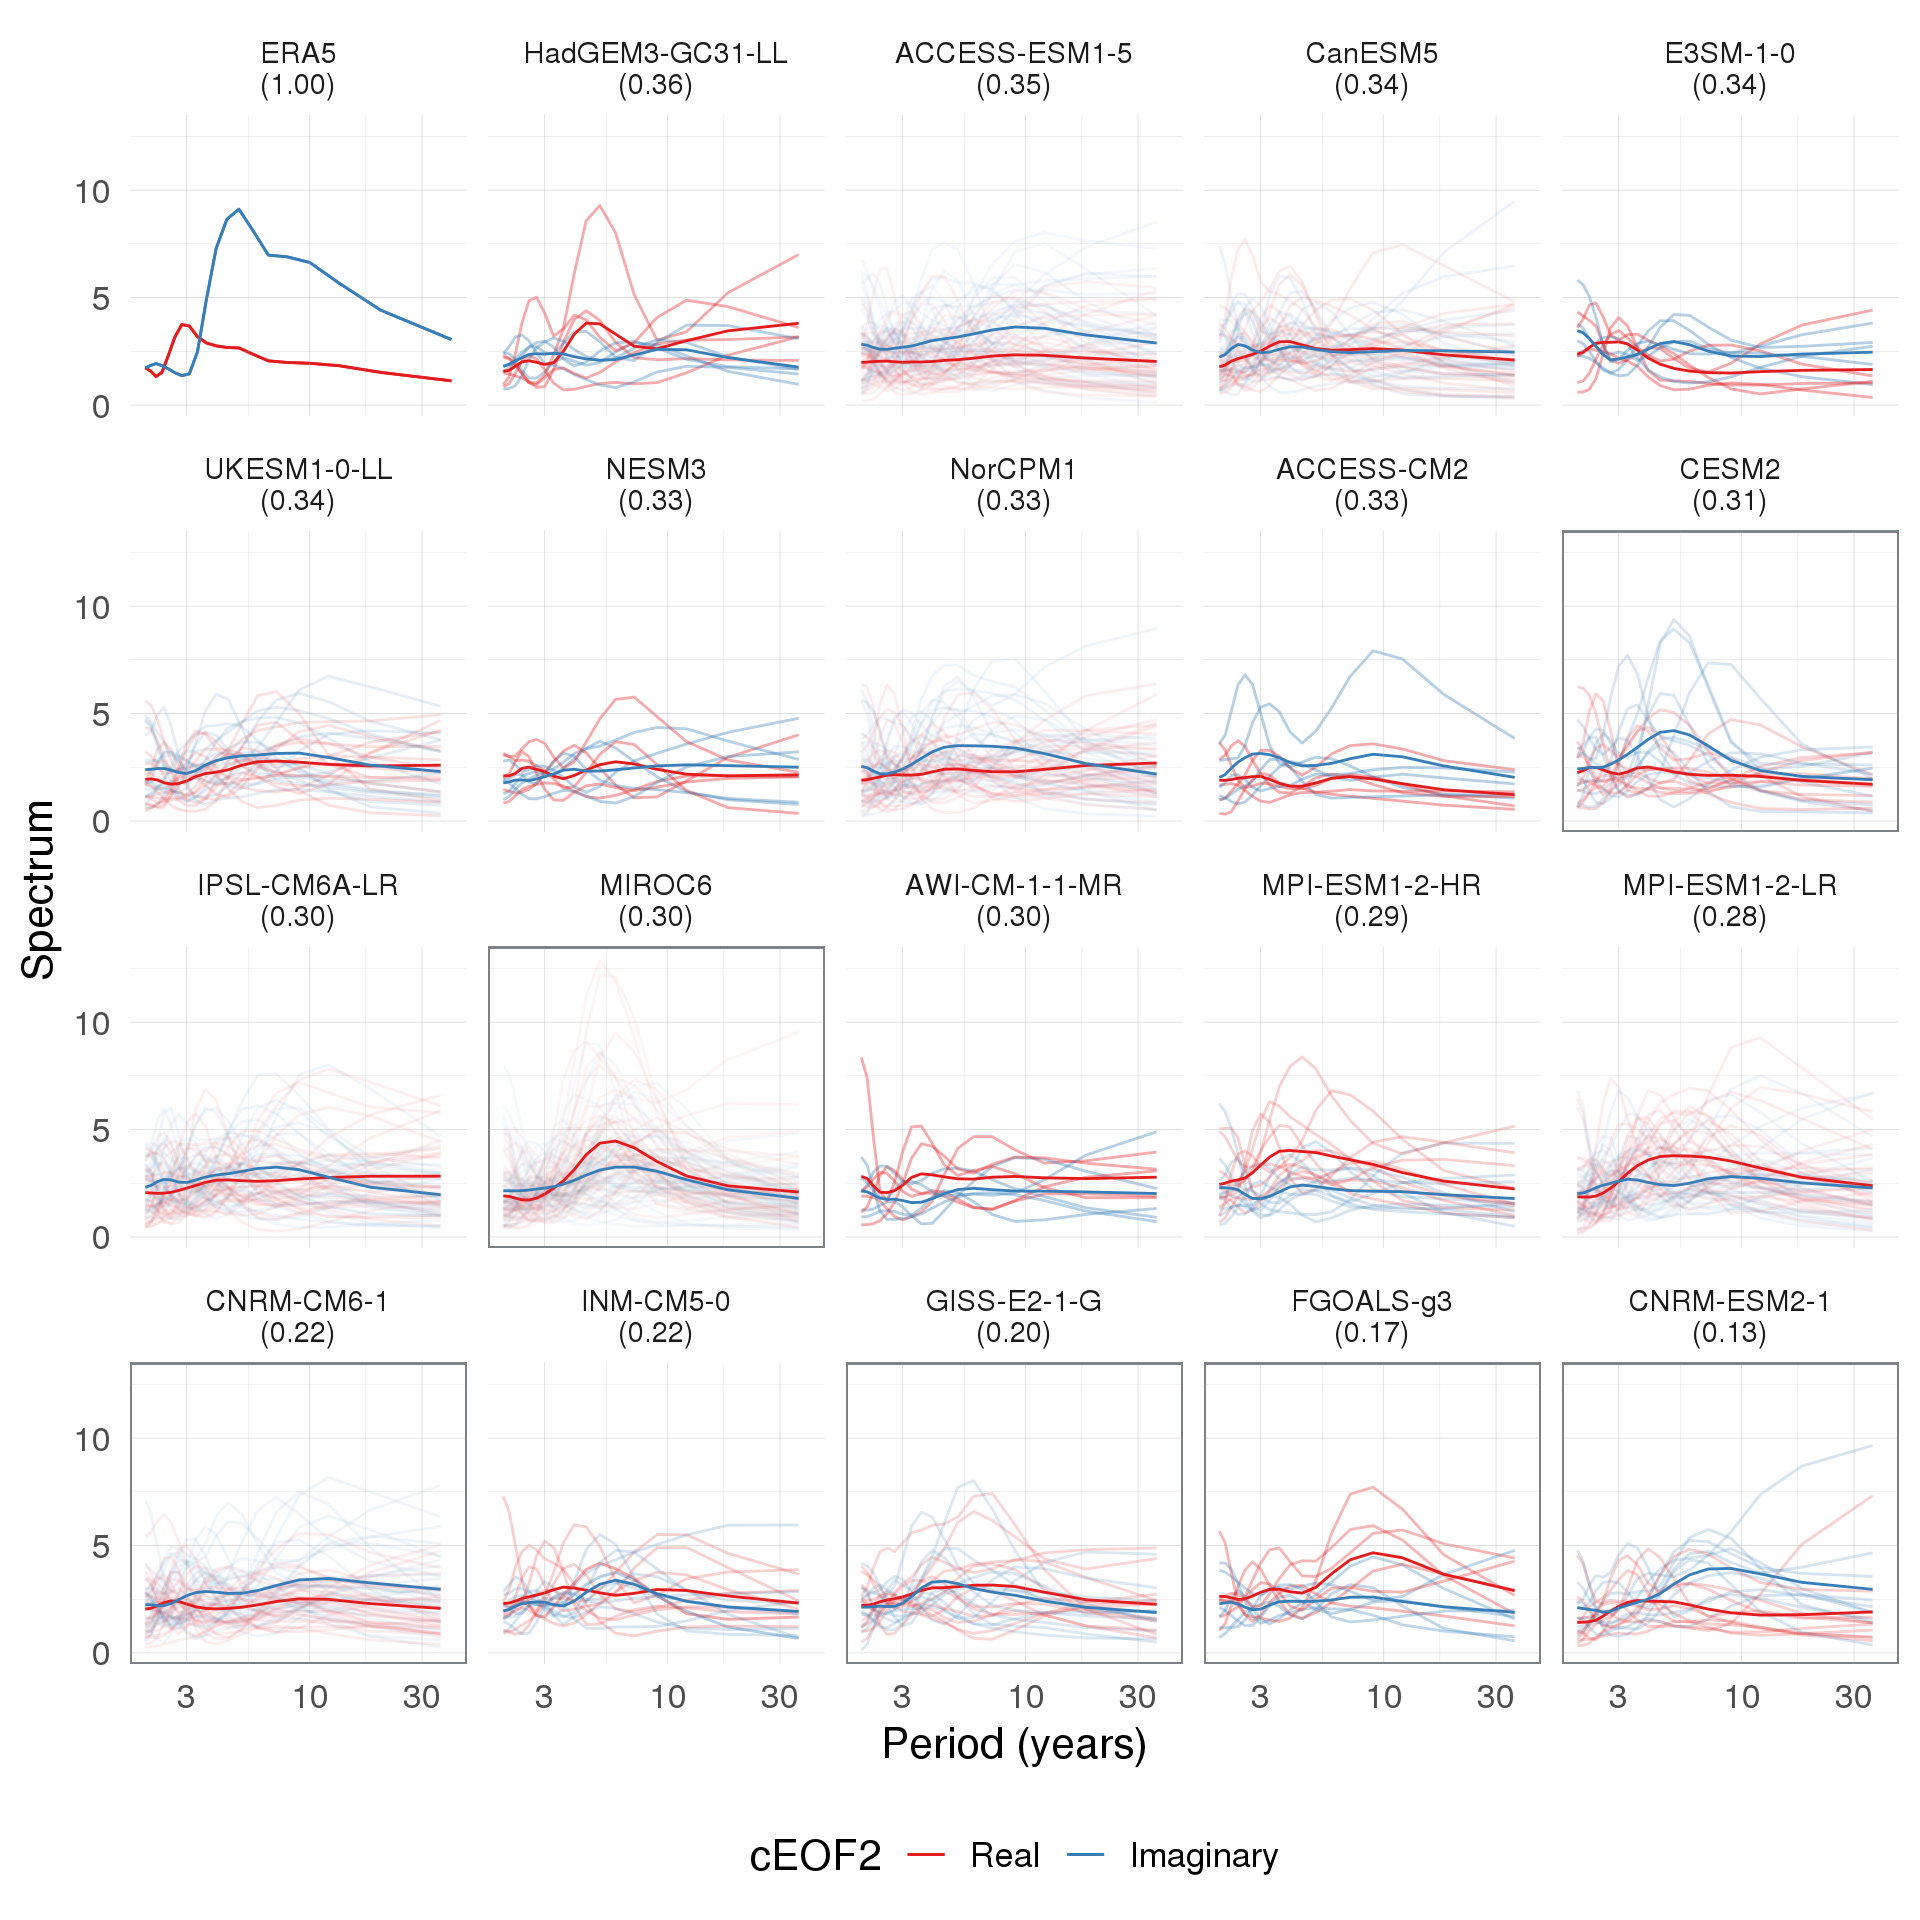 ERA5
(1.00)
HadGEM3-GC31-LL
(0.36)
ACCESS-ESM1-5
(0.35)
CanESM5
(0.34)
E3SM-1-0
(0.34)
10
5
0
UKESM1-0-LL
(0.34)
NESM3
(0.33)
NorCPM1
(0.33)
ACCESS-CM2
(0.33)
CESM2
(0.31)
10
5
0
Spectrum
IPSL-CM6A-LR
(0.30)
MIROC6
(0.30)
AWI-CM-1-1-MR
(0.30)
MPI-ESM1-2-HR
(0.29)
MPI-ESM1-2-LR
(0.28)
10
5
0
CNRM-CM6-1
(0.22)
INM-CM5-0
(0.22)
GISS-E2-1-G
(0.20)
FGOALS-g3
(0.17)
CNRM-ESM2-1
(0.13)
10
5
0
3 10 30 3 10 30 3 10 30 3 10 30 3 10 30
Period (years)
cEOF2 Real Imaginary